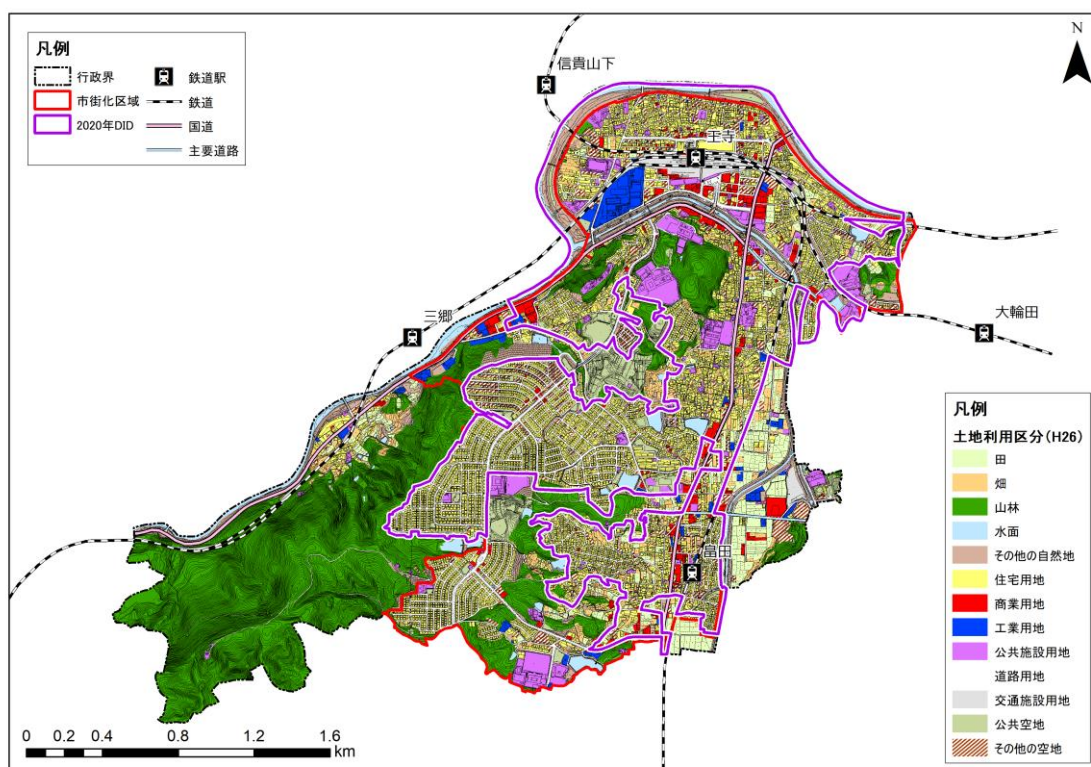 凡例
行政界
市街化区域
2020年DID
鉄道駅
鉄道
国道
主要道路
N
信貴山下
王寺
三郷
大輪田
畠田
凡例
土地利用区分(H26)
田
畑
山林
水面
その他の自然地
住宅用地
商業用地
工業用地
公共施設用地
道路用地
交通施設用地
公共空地
その他の空地
0 0.2 0.4 0.8 1.2 1.6
km